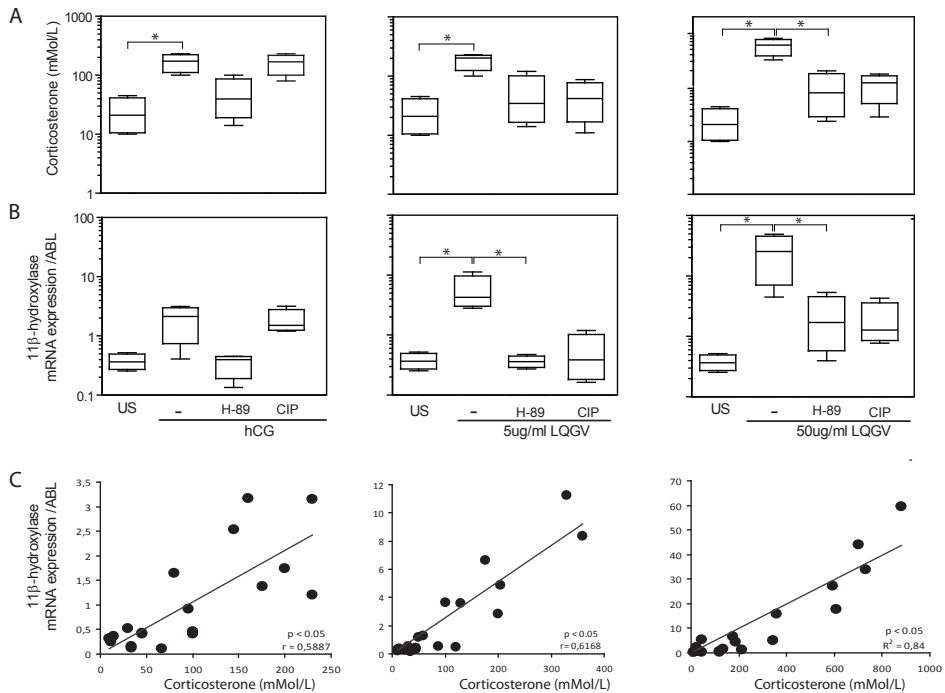 A
Corticosterone (mMol/L)
1000
100
10
1
*
*
* *
B
11β-hydroxylase
mRNA expression /ABL
100
10
1
0.1
* *
* *
US – H-89 CIP
hCG
US – H-89 CIP
5ug/ml LQGV
US – H-89 CIP
50ug/ml LQGV
C
11β-hydroxylase
mRNA expression /ABL
3,5
3
2,5
2
1,5
1
0,5
0
p < 0.05
r = 0,5887
0 50 100 150 200 250
Corticosterone (mMol/L)
12
10
8
6
4
2
0
p < 0.05
r = 0,6168
0 100 200 300 400
Corticosterone (mMol/L)
70
60
50
40
30
20
10
0
p < 0.05
R² = 0,84
0 200 400 600 800 1000
Corticosterone (mMol/L)